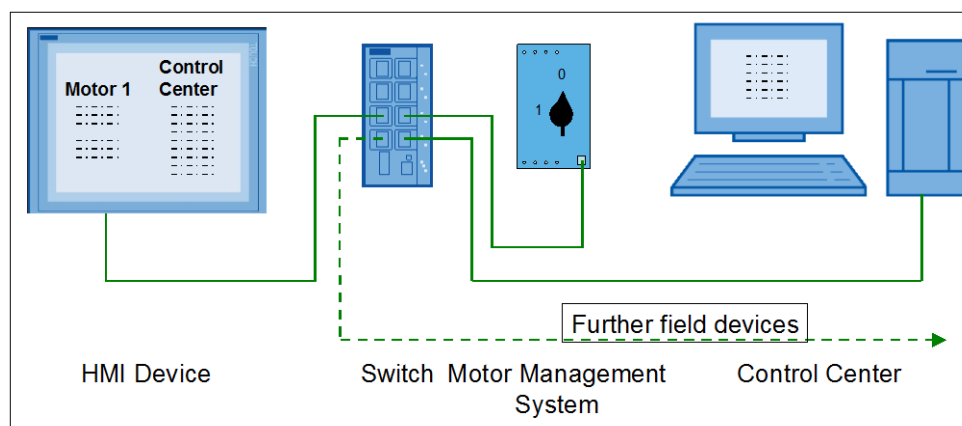 Motor 1
Control
Center
0
1
Further field devices
HMI Device
Switch
Motor Management
System
Control Center